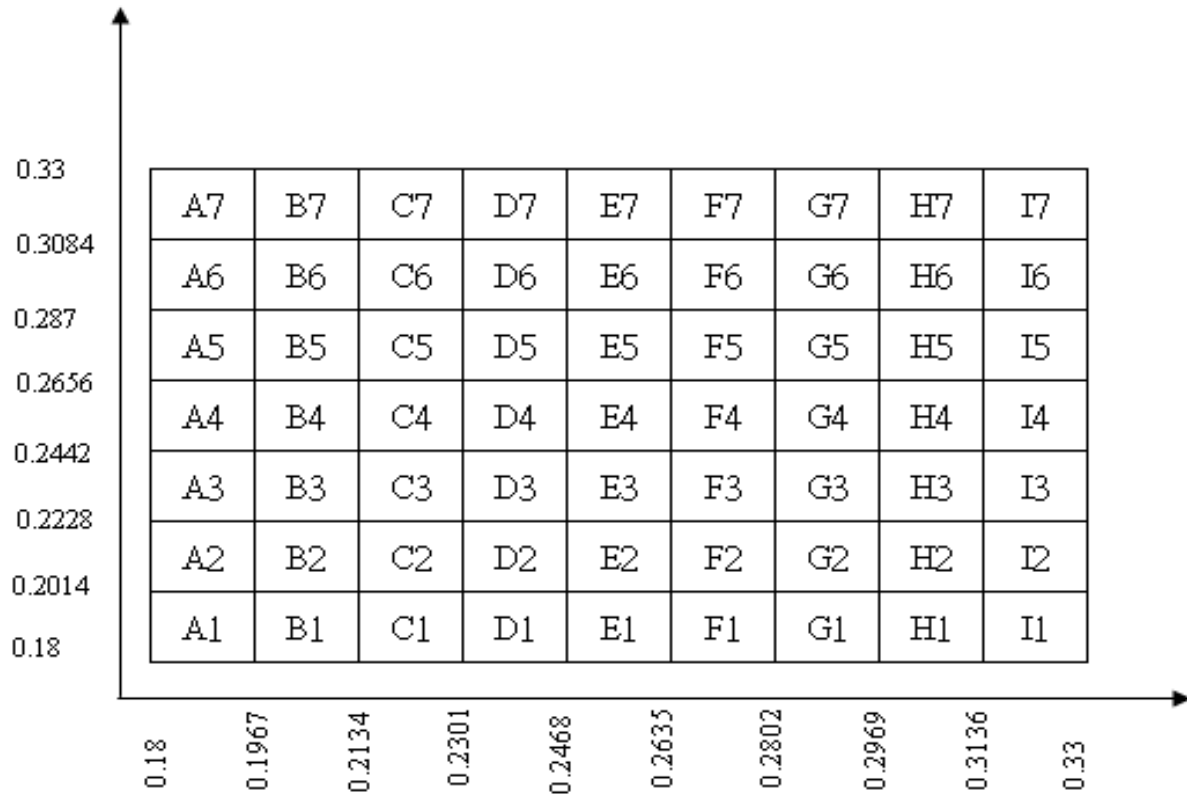 0.33
A7 B7 C7 D7 E7 F7 G7 H7 I7
0.3084
A6 B6 C6 D6 E6 F6 G6 H6 I6
0.287
A5 B5 C5 D5 E5 F5 G5 H5 I5
0.2656
A4 B4 C4 D4 E4 F4 G4 H4 I4
0.2442
A3 B3 C3 D3 E3 F3 G3 H3 I3
0.2228
A2 B2 C2 D2 E2 F2 G2 H2 I2
0.2014
A1 B1 C1 D1 E1 F1 G1 H1 I1
0.18
0.18
0.1967
0.2134
0.2301
0.2468
0.2635
0.2802
0.2969
0.3136
0.33